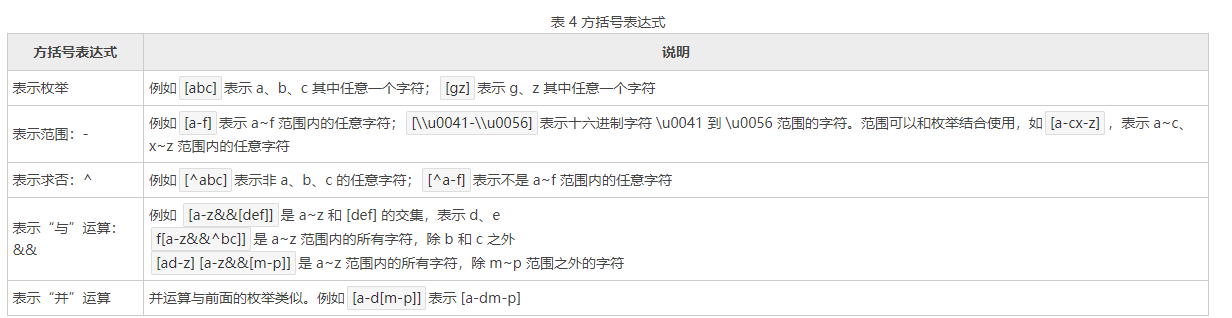 表 4 方括号表达式
方括号表达式 说明
表示枚举 例如 [abc] 表示 a、b、c 其中任意一个字符； [gz] 表示 g、z 其中任意一个字符
表示范围：- 例如 [a-f] 表示 a~f 范围内的任意字符； [\\u0041-\\u0056] 表示十六进制字符 \u0041 到 \u0056 范围的字符。范围可以和枚举结合使用，如 [a-cx-z] ，表示 a~c、
x~z 范围内的任意字符
表示求否：^ 例如 [^abc] 表示非 a、b、c 的任意字符； [^a-f] 表示不是 a~f 范围内的任意字符
表示“与”运算：
&&
例如 [a-z&&[def]] 是 a~z 和 [def] 的交集，表示 d、e
f[a-z&&^bc]] 是 a~z 范围内的所有字符，除 b 和 c 之外
[ad-z] [a-z&&[m-p]] 是 a~z 范围内的所有字符，除 m~p 范围之外的字符
表示“并”运算 并运算与前面的枚举类似。例如 [a-d[m-p]] 表示 [a-dm-p]